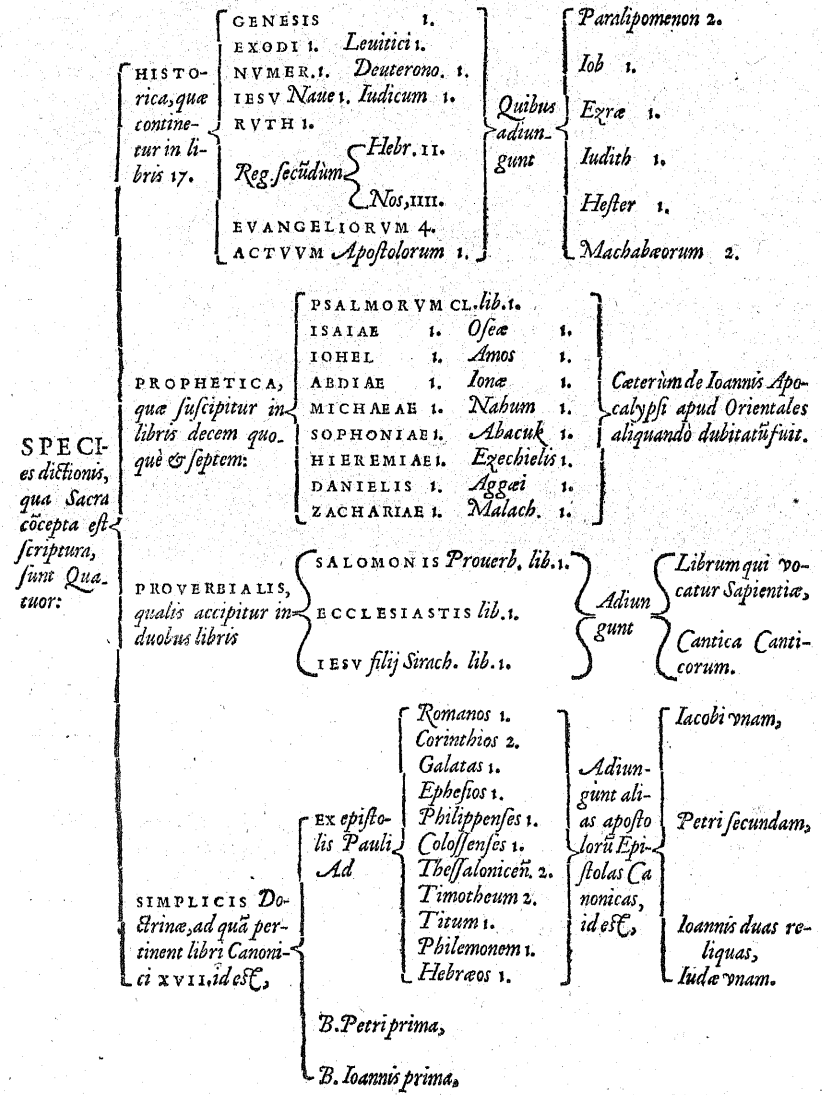 SPECI-
es dictionis,
qua Sacra
cōcepta est
scriptura,
sunt Qua-
tuor:
HISTO-
rica, quæ
contine-
tur in li-
bris 17.
GENESIS 1.
EXODI 1. Leuitici 1.
NVMER. 1. Deuterono. 1.
IESV Naue 1. Iudicum 1.
RVTH 1.
Reg. secūdùm
Hebr. II.
Nos, IIII.
EVANGELIORVM 4.
ACTVVM Apostolorum 1.
Quibus
adiun-
gunt
Paralipomenon 2.
Iob 1.
Ezræ 1.
Iudith 1.
Hester 1.
Machabæorum 2.
PROPHETICA,
quæ suscipitur in
libris decem quo-
què & septem:
PSALMORVM CL. lib. 1.
ISAIAE 1. Oseæ 1.
IOHEL 1. Amos 1.
ABDIAE 1. Ionæ 1.
MICHAEAE 1. Nahum 1.
SOPHONIAE 1. Abacuk 1.
HIEREMIAE 1. Ezechielis 1.
DANIELIS 1. Aggæi 1.
ZACHARIAE 1. Malach. 1.
Cæterùm de Ioannis Apo-
calypsi apud Orientales
aliquandò dubitatū fuit.
PROVERBIALIS,
qualis accipitur in
duobus libris
SALOMONIS Prouerb. lib. 1.
ECCLESIASTIS lib. 1.
IESV filij Sirach. lib. 1.
Adiun
gunt
Librum qui vo-
catur Sapientiæ,
Cantica Canti-
corum.
SIMPLICIS Do-
ctrinæ, ad quā per-
tinent libri Canoni-
ci XVII. id est,
EX episto-
lis Pauli
Ad
Romanos 1.
Corinthios 2.
Galatas 1.
Ephesios 1.
Philippenses 1.
Colossenses 1.
Thessalonicen̄. 2.
Timotheum 2.
Titum 1.
Philemonem 1.
Hebræos 1.
B. Petri prima,
B. Ioannis prima,
Adiun-
gunt ali-
as aposto
lorū Epi-
stolas Ca
nonicas,
id est,
Iacobi vnam,
Petri secundam,
Ioannis duas re-
liquas,
Iudæ vnam.